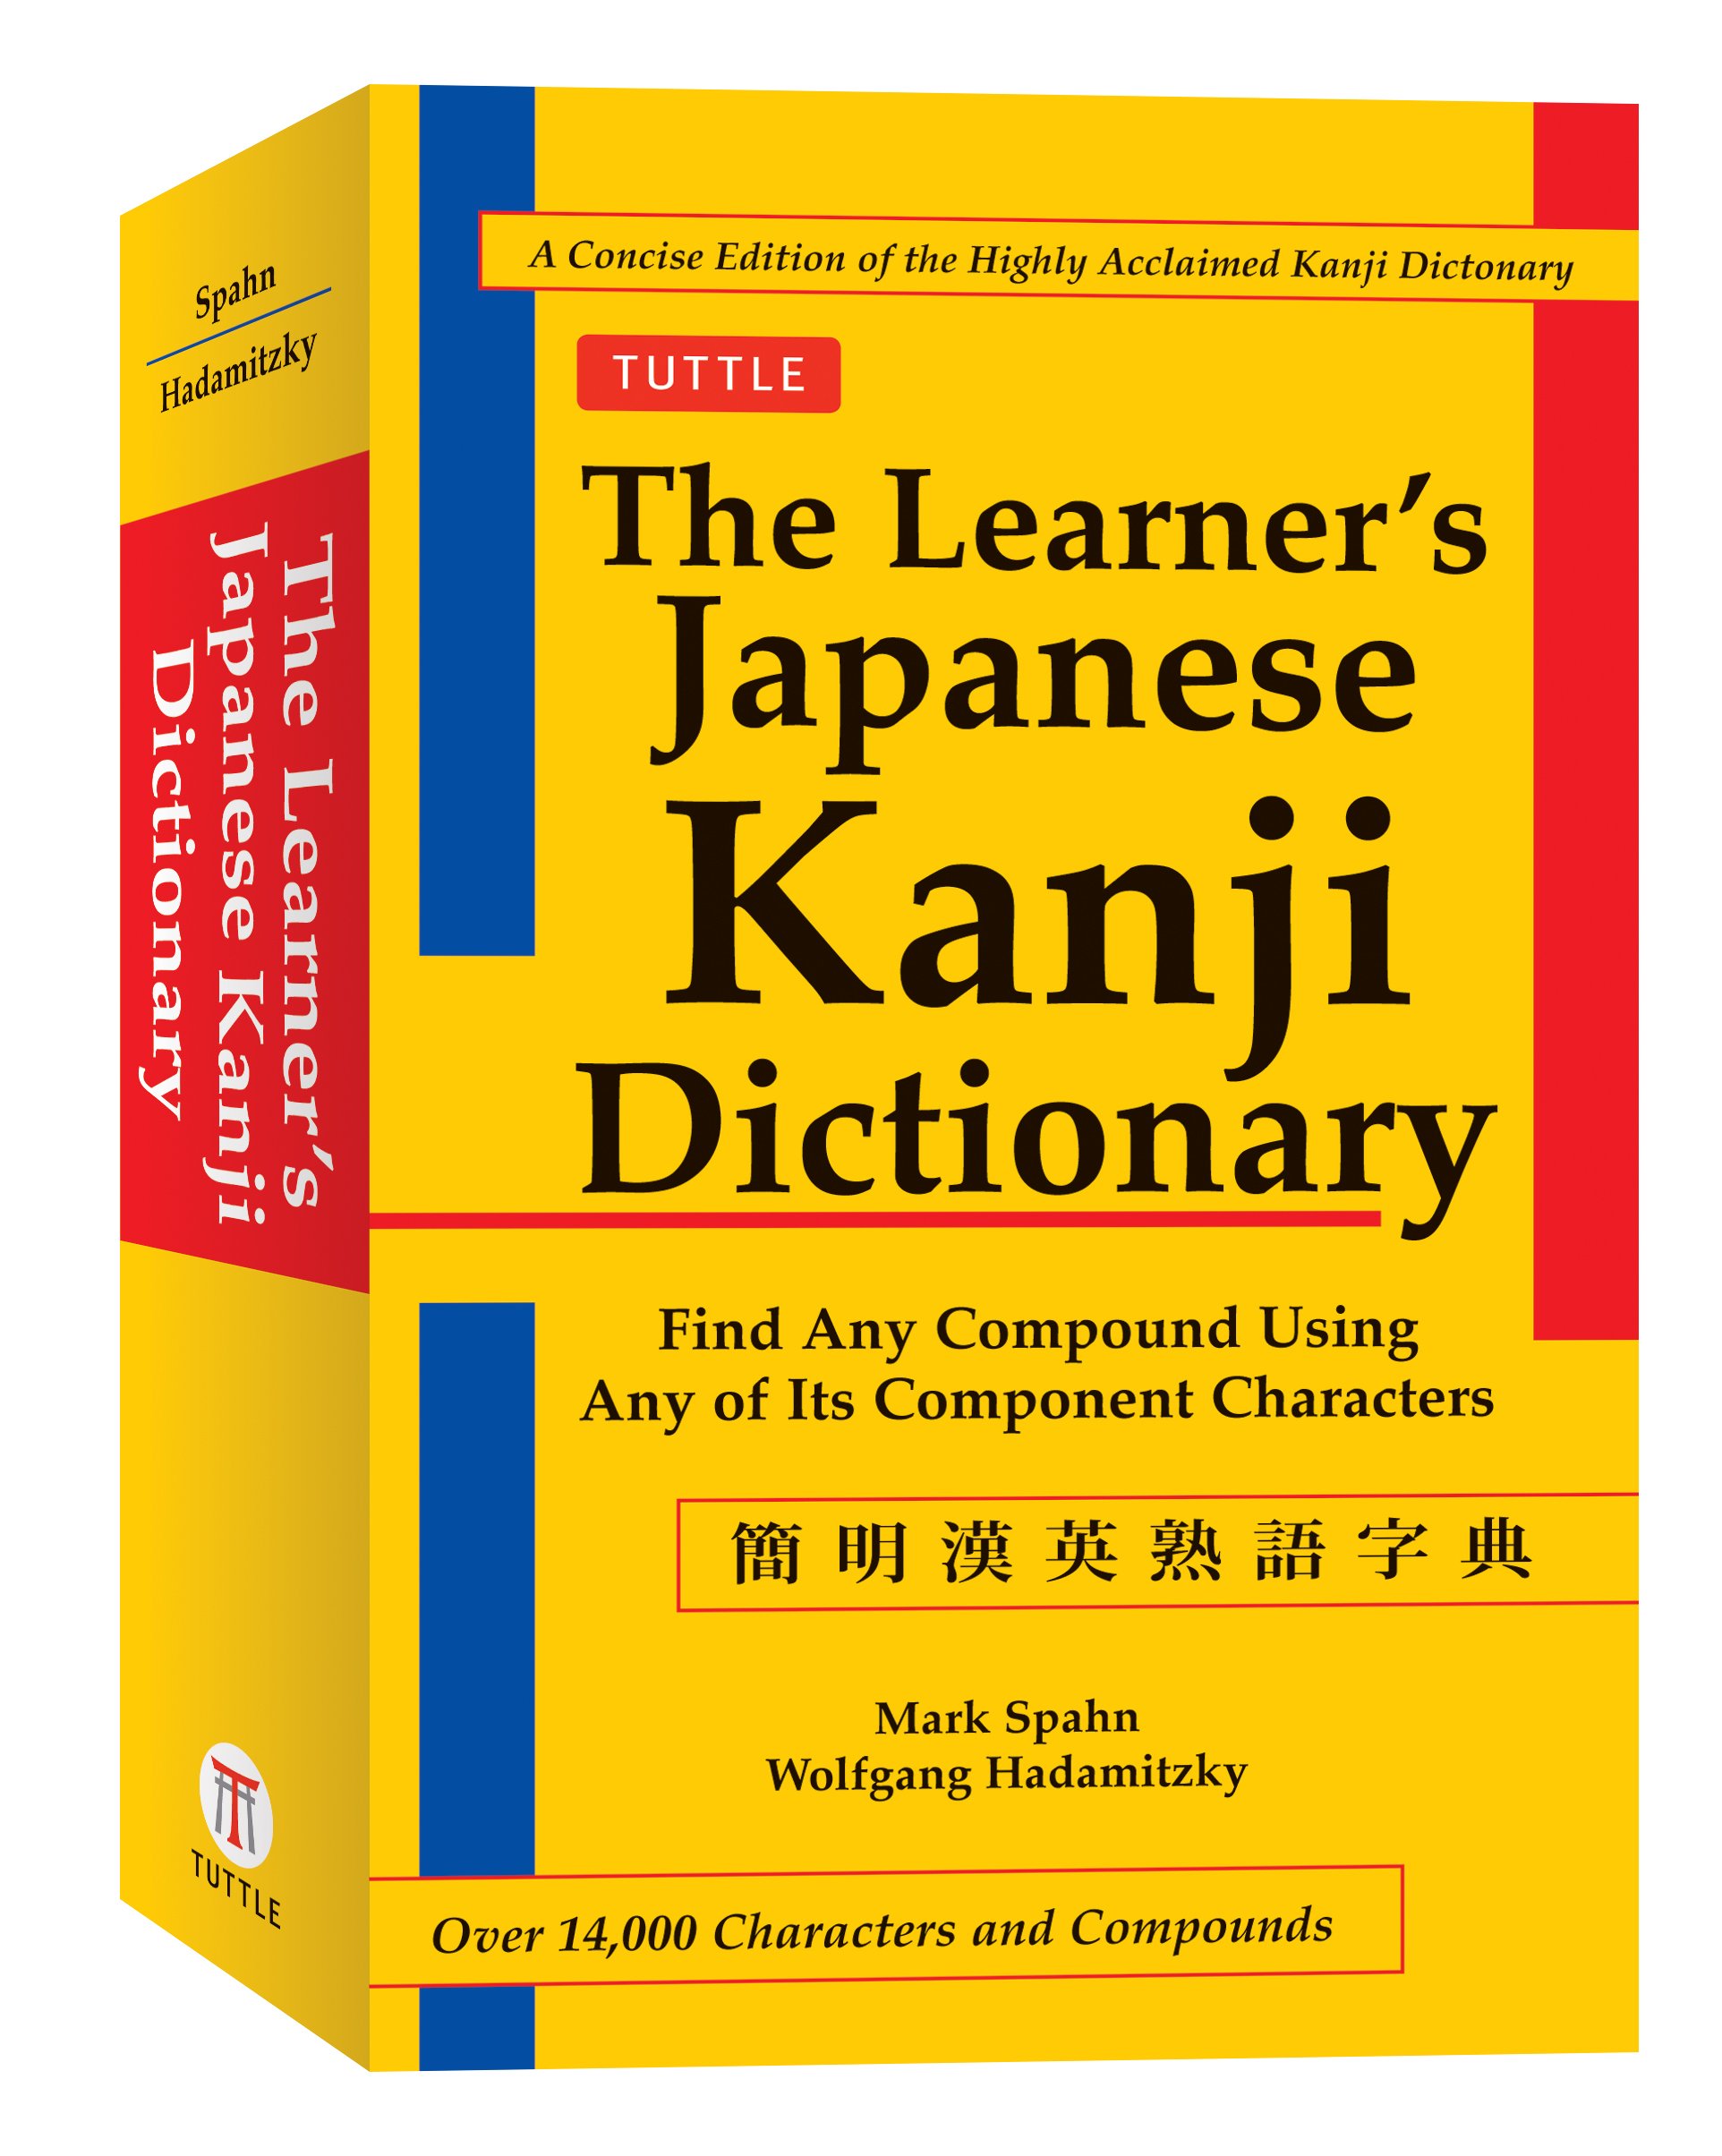 Spahn
Hadamitzky
The Learner's
Japanese Kanji
Dictionary
TUTTLE
A Concise Edition of the Highly Acclaimed Kanji Dictonary
TUTTLE
The Learner's
Japanese
Kanji
Dictionary
Find Any Compound Using
Any of Its Component Characters
簡明漢英熟語字典
Mark Spahn
Wolfgang Hadamitzky
Over 14,000 Characters and Compounds